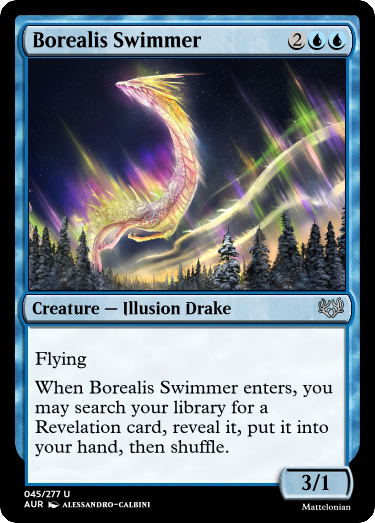 Borealis Swimmer 2
Creature — Illusion Drake
Flying
When Borealis Swimmer enters, you
may search your library for a
Revelation card, reveal it, put it into
your hand, then shuffle.
3/1
045/277 U
AUR ALESSANDRO-CALBINI
Mattelonian